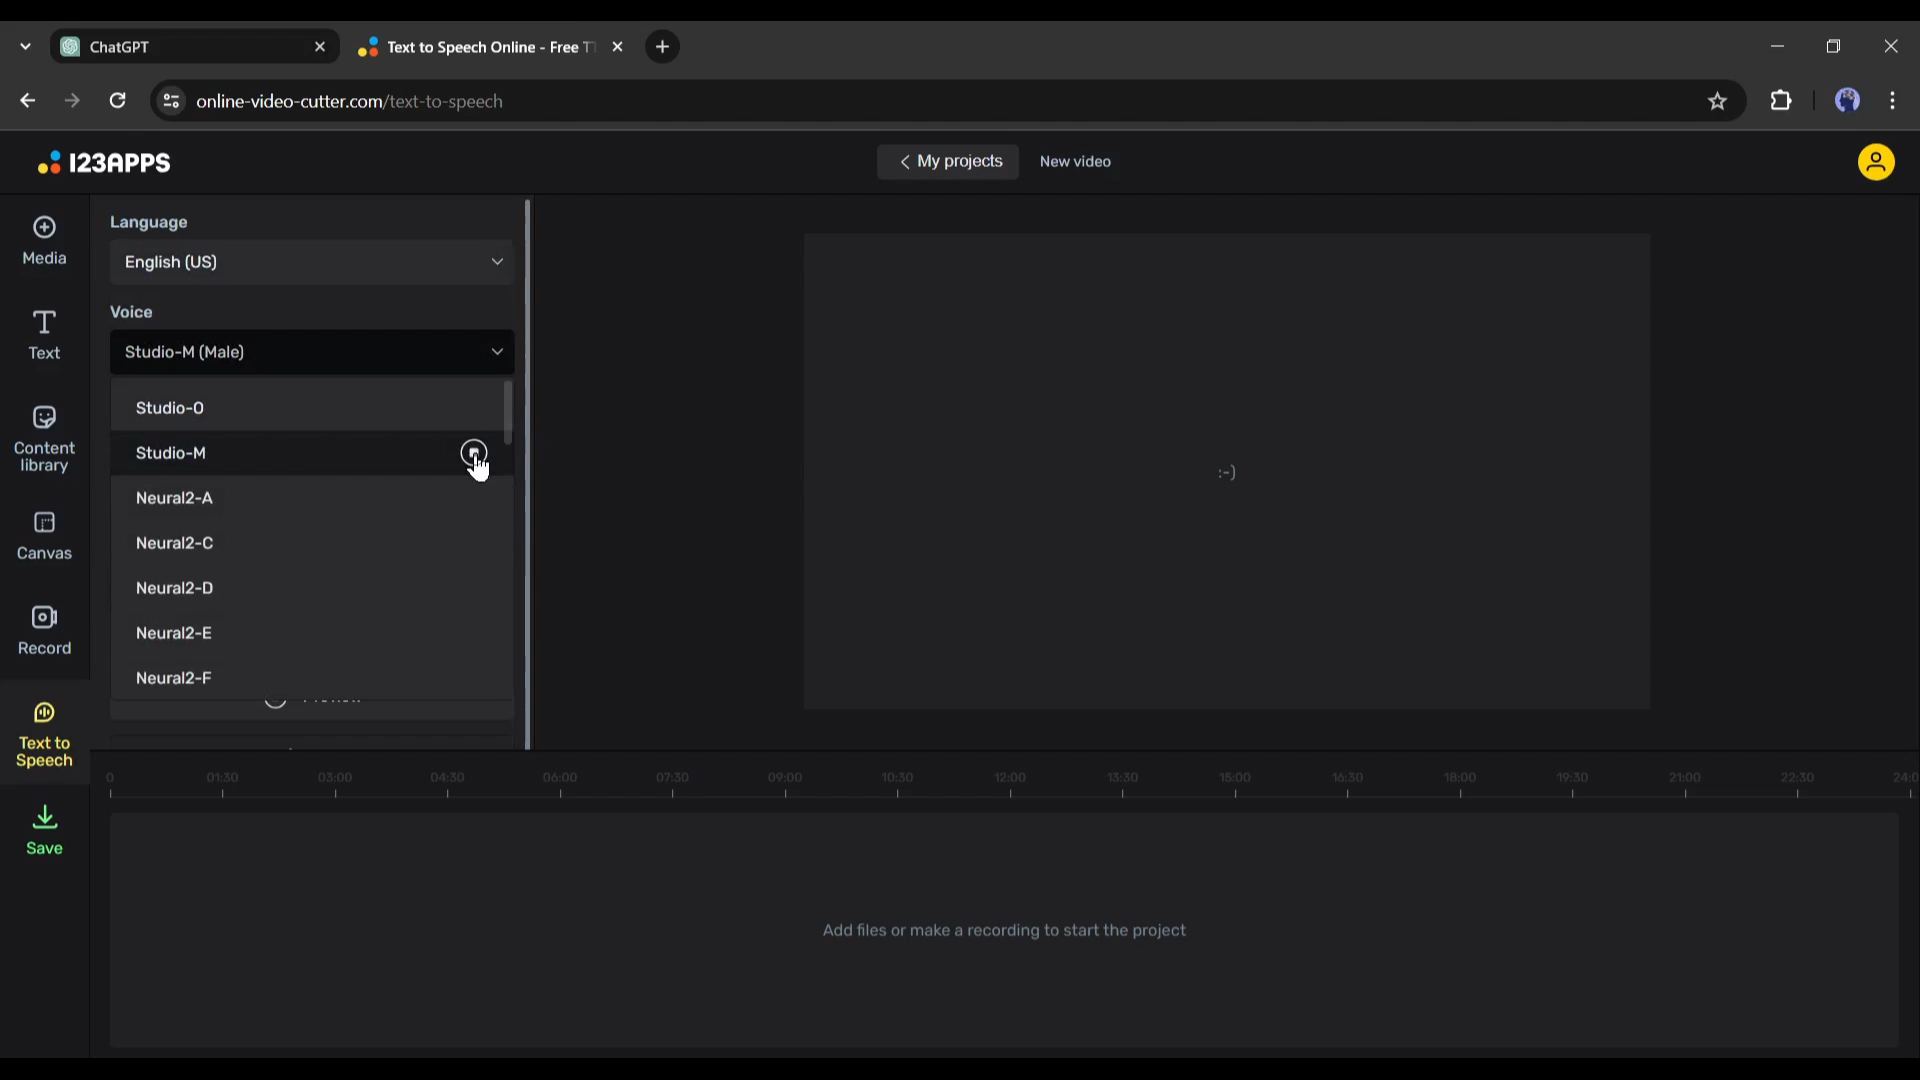 ChatGPT
Text to Speech Online - Free T
online-video-cutter.com/text-to-speech
123APPS
My projects
New video
Media
Text
Content
library
Canvas
Record
Text to
Speech
Save
Language
English (US)
Voice
Studio-M (Male)
Studio-O
Studio-M
Neural2-A
Neural2-C
Neural2-D
Neural2-E
Neural2-F
:-)
0 01:30 03:00 04:30 06:00 07:30 09:00 10:30 12:00 13:30 15:00 16:30 18:00 19:30 21:00 22:30 24:0
Add files or make a recording to start the project